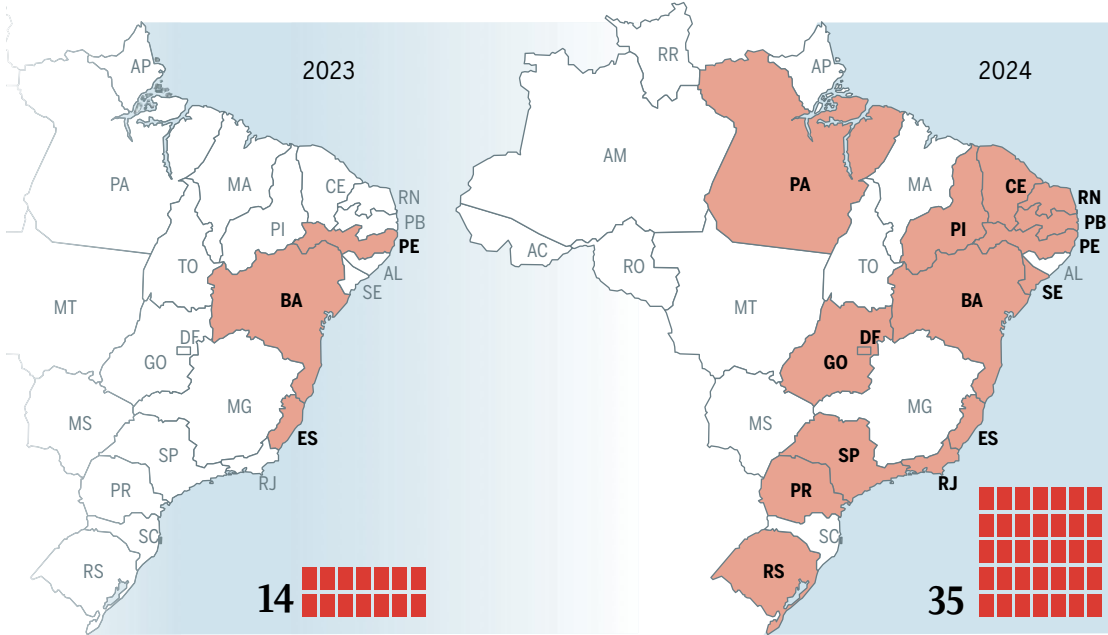 2023
AP
PA
MA
CE
RN
PB
PI
PE
TO
AL
SE
BA
MT
DF
GO
MG
MS
ES
SP
RJ
PR
SC
RS
14
2024
RR
AP
AM
PA
MA
CE
RN
PB
PI
PE
AC
RO
TO
AL
SE
BA
MT
DF
GO
MG
MS
ES
SP
RJ
PR
SC
RS
35